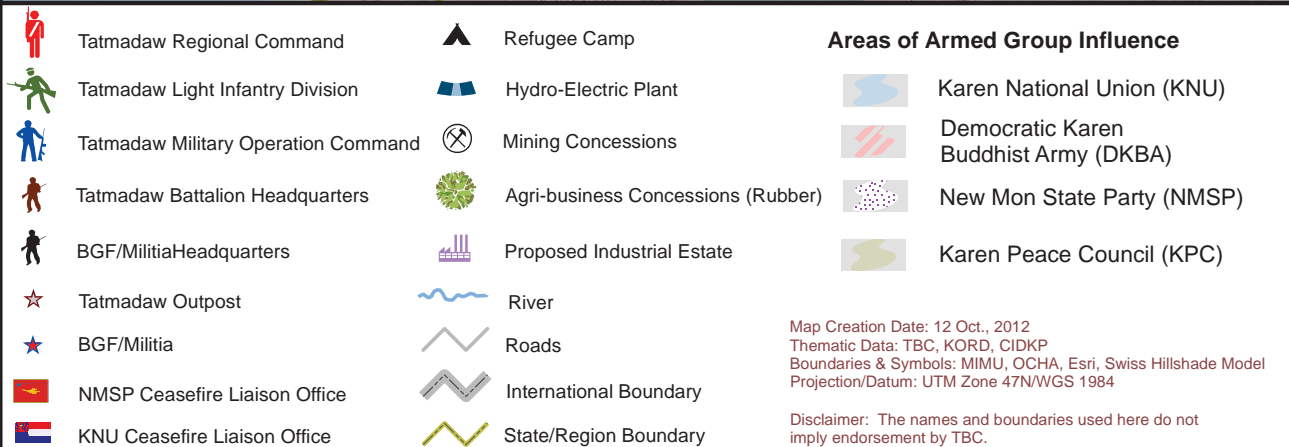 Tatmadaw Regional Command
Tatmadaw Light Infantry Division
Tatmadaw Military Operation Command
Tatmadaw Battalion Headquarters
BGF/MilitiaHeadquarters
Tatmadaw Outpost
BGF/Militia
NMSP Ceasefire Liaison Office
KNU Ceasefire Liaison Office
Refugee Camp
Hydro-Electric Plant
Mining Concessions
Agri-business Concessions (Rubber)
Proposed Industrial Estate
River
Roads
International Boundary
State/Region Boundary
Areas of Armed Group Influence
Karen National Union (KNU)
Democratic Karen
Buddhist Army (DKBA)
New Mon State Party (NMSP)
Karen Peace Council (KPC)
Map Creation Date: 12 Oct., 2012
Thematic Data: TBC, KORD, CIDKP
Boundaries & Symbols: MIMU, OCHA, Esri, Swiss Hillshade Model
Projection/Datum: UTM Zone 47N/WGS 1984
Disclaimer: The names and boundaries used here do not
imply endorsement by TBC.